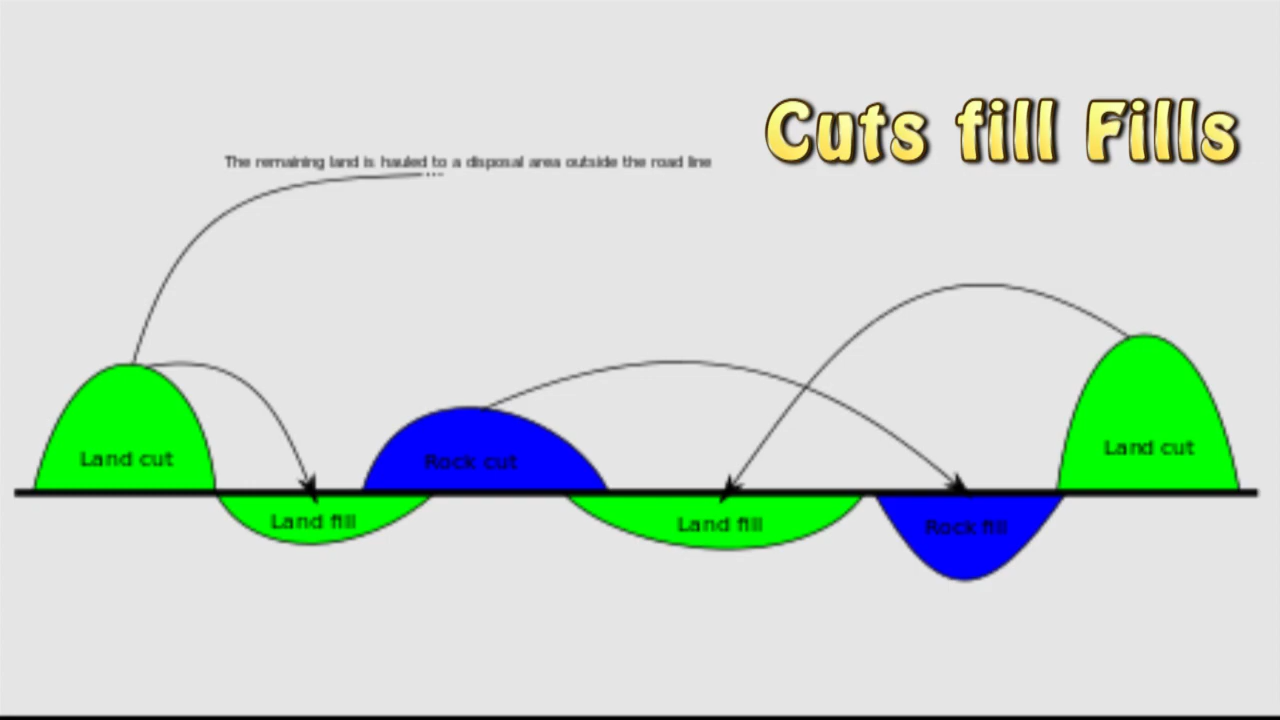 Cuts fill Fills
The remaining land is hauled to a disposal area outside the road line
Land cut
Rock cut
Land cut
Land fill
Land fill
Rock fill